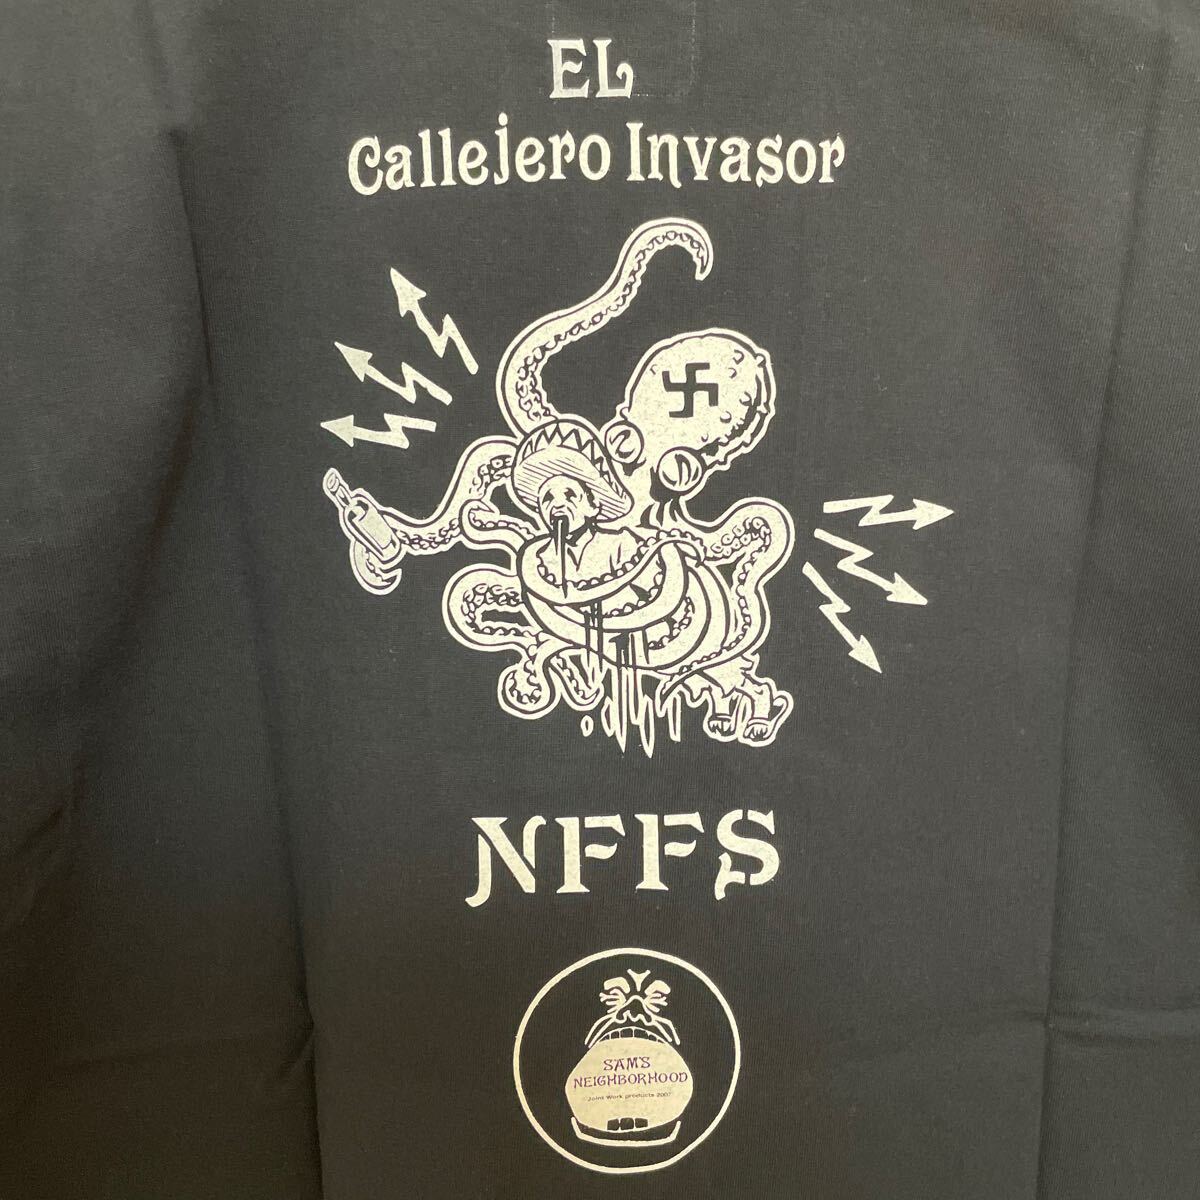 EL
Callejero Invasor
NFFS
SAM'S
NEIGHBORHOOD
Joint Work products 2007